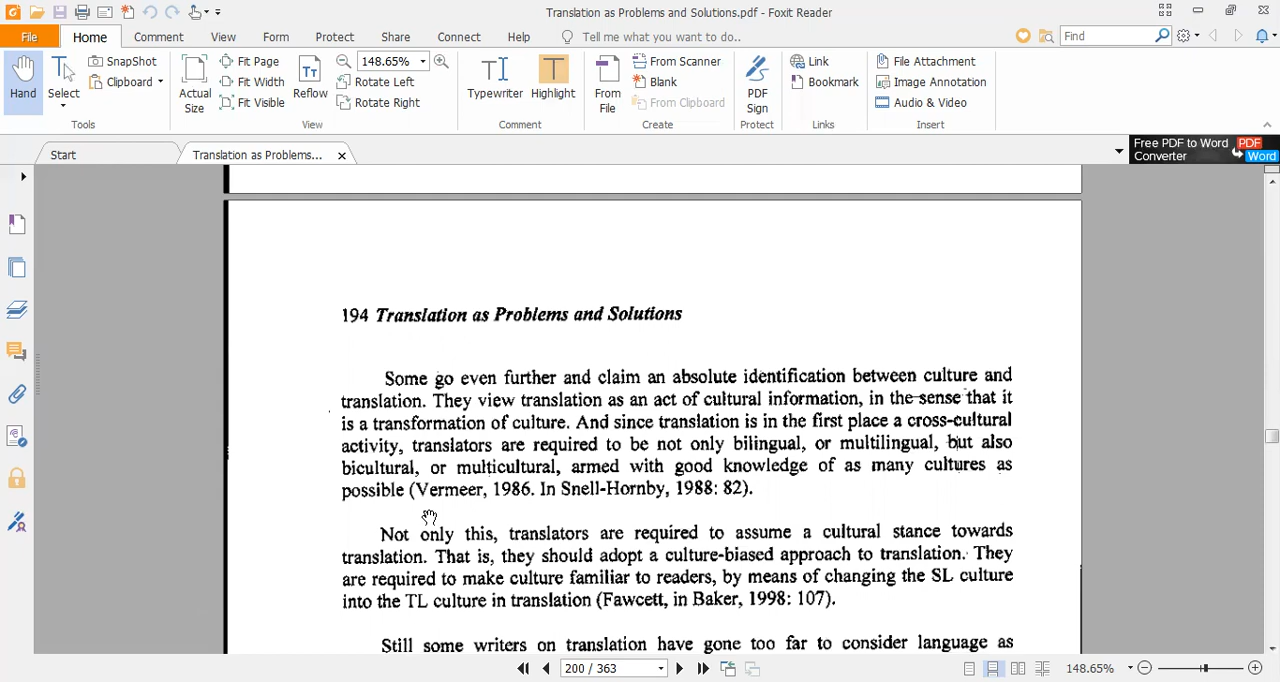 Translation as Problems and Solutions.pdf - Foxit Reader
File Home Comment View Form Protect Share Connect Help Tell me what you want to do.. Find
Hand
Select
SnapShot
Clipboard
Tools
Actual
Size
Fit Page
Fit Width
Fit Visible
Reflow
148.65%
Rotate Left
Rotate Right
View
Typewriter
Highlight
Comment
From
File
From Scanner
Blank
From Clipboard
Create
PDF
Sign
Protect
Link
Bookmark
Links
File Attachment
Image Annotation
Audio & Video
Insert
Start
Translation as Problems...
Free PDF to Word
Converter
PDF
Word
194 Translation as Problems and Solutions
Some go even further and claim an absolute identification between culture and
translation. They view translation as an act of cultural information, in the sense that it
is a transformation of culture. And since translation is in the first place a cross-cultural
activity, translators are required to be not only bilingual, or multilingual, but also
bicultural, or multicultural, armed with good knowledge of as many cultures as
possible (Vermeer, 1986. In Snell-Hornby, 1988: 82).
Not only this, translators are required to assume a cultural stance towards
translation. That is, they should adopt a culture-biased approach to translation. They
are required to make culture familiar to readers, by means of changing the SL culture
into the TL culture in translation (Fawcett, in Baker, 1998: 107).
Still some writers on translation have gone too far to consider language as
200 / 363
148.65%